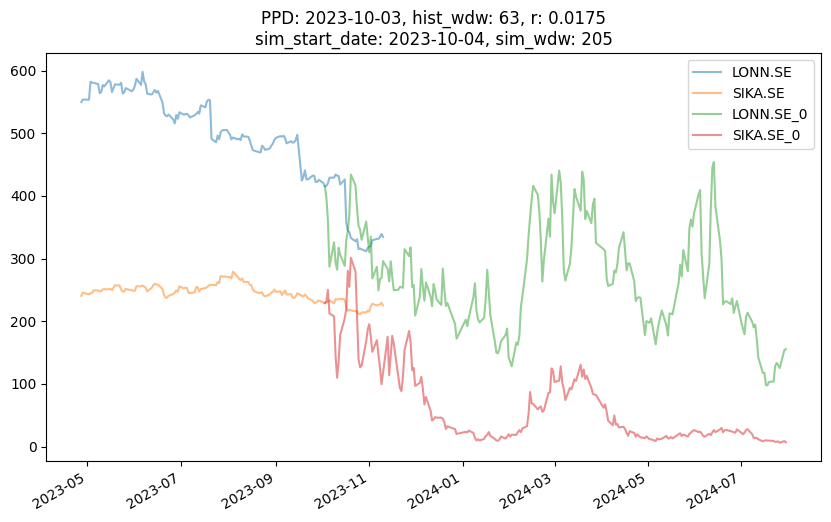 PPD: 2023-10-03, hist_wdw: 63, r: 0.0175
sim_start_date: 2023-10-04, sim_wdw: 205
LONN.SE
SIKA.SE
LONN.SE_0
SIKA.SE_0
600
500
400
300
200
100
0
2023-05
2023-07
2023-09
2023-11
2024-01
2024-03
2024-05
2024-07